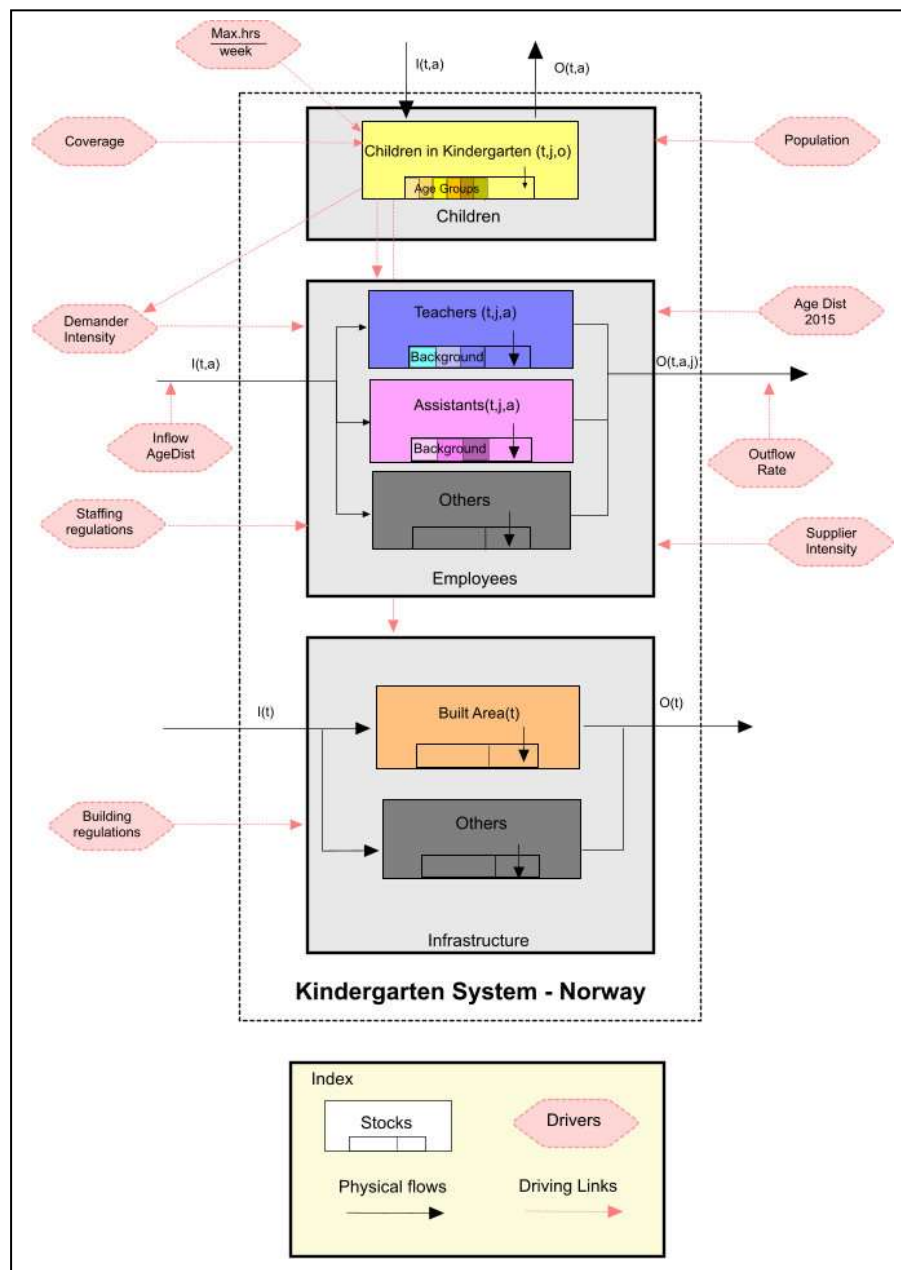 Max.hrs
week
I(t,a)
O(t,a)
Coverage
Population
Children in Kindergarten (t,j,o)
Age Groups
Children
Demander
Intensity
Teachers (t,j,a)
Background
Age Dist
2015
I(t,a)
O(t,a,j)
Assistants(t,j,a)
Background
Inflow
AgeDist
Outflow
Rate
Others
Staffing
regulations
Supplier
Intensity
Employees
I(t)
O(t)
Built Area(t)
Building
regulations
Others
Infrastructure
Kindergarten System - Norway
Index
Stocks
Drivers
Physical flows
Driving Links